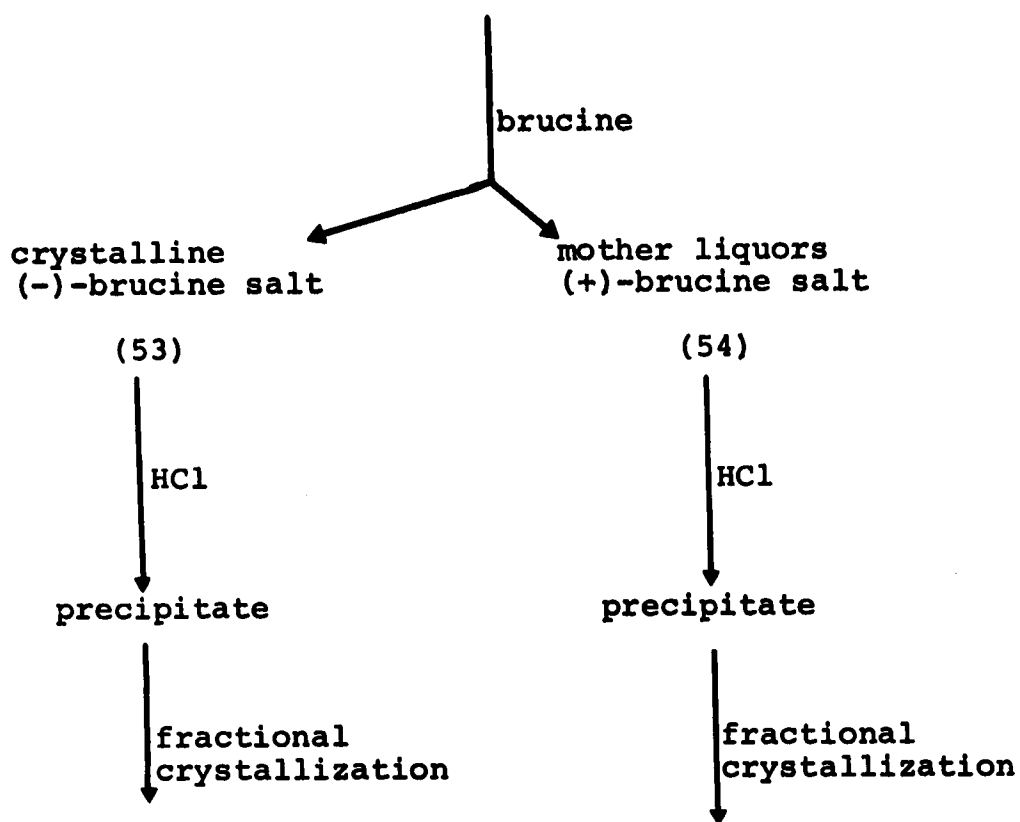 brucine
crystalline
(-)-brucine salt
mother liquors
(+)-brucine salt
(53)
(54)
HCl
HCl
precipitate
precipitate
fractional
crystallization
fractional
crystallization